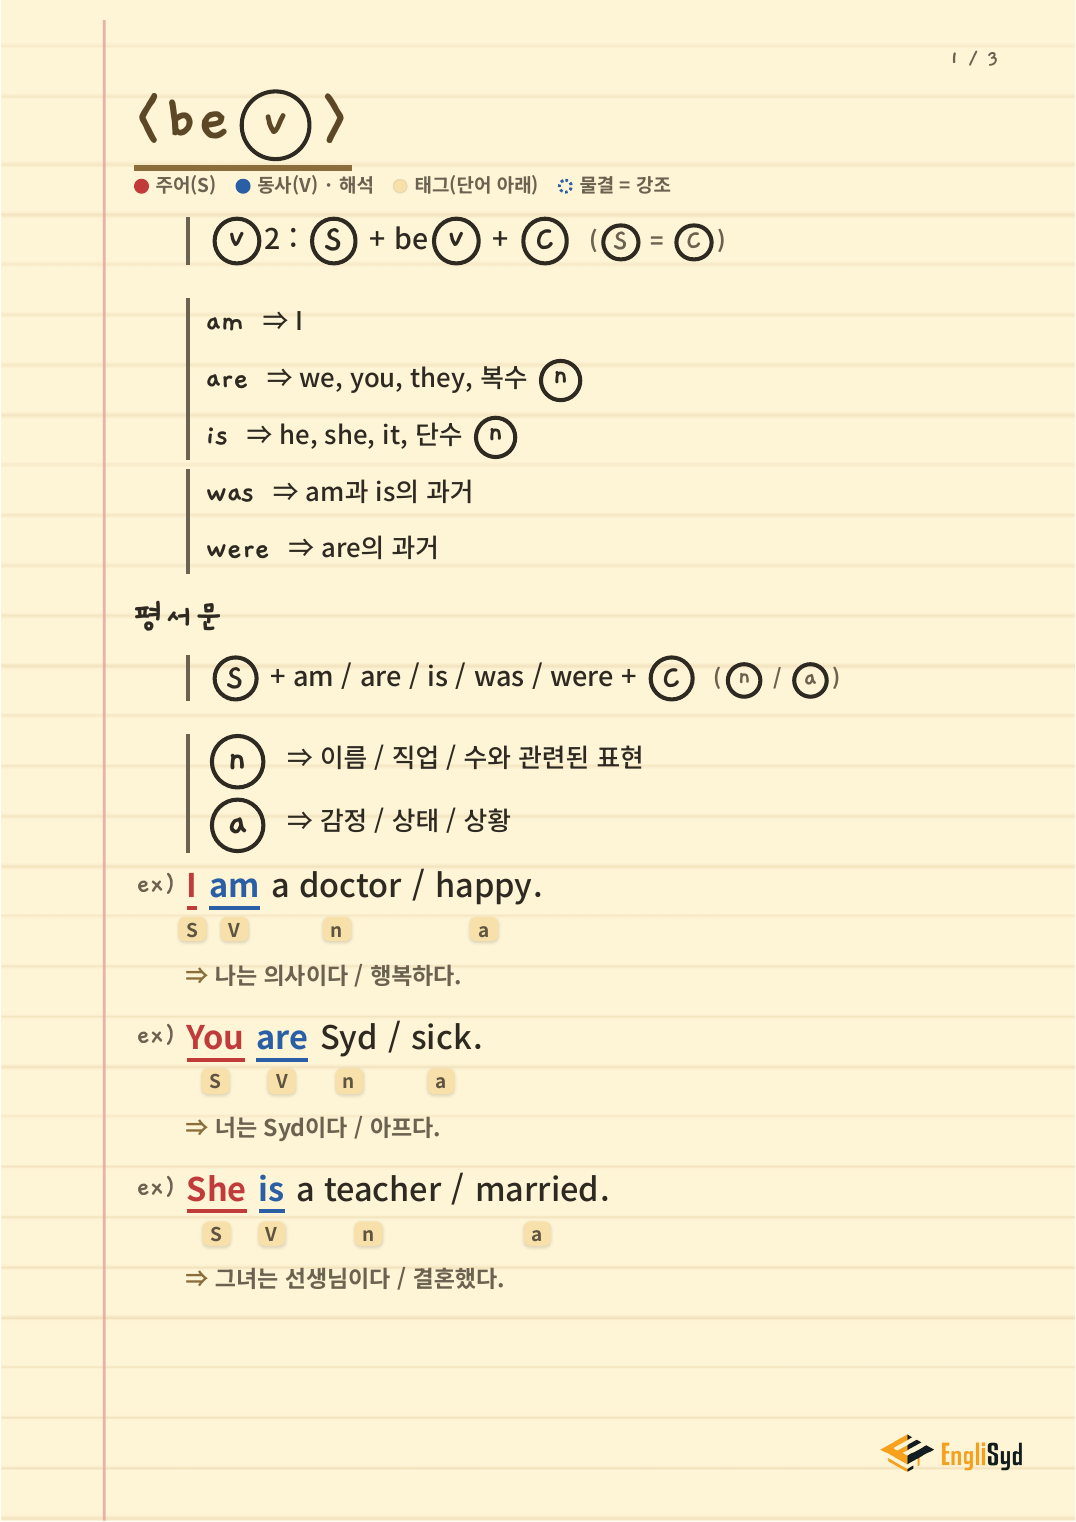 1 / 3
〈be ⓥ〉
주어(S) 동사(V) · 해석 태그(단어 아래) 물결 = 강조
ⓥ2 : Ⓢ + beⓥ + Ⓒ (Ⓢ = Ⓒ)
am ⇒ I
are ⇒ we, you, they, 복수 ⓝ
is ⇒ he, she, it, 단수 ⓝ
was ⇒ am과 is의 과거
were ⇒ are의 과거
평서문
Ⓢ + am / are / is / was / were + Ⓒ (ⓝ / ⓐ)
ⓝ ⇒ 이름 / 직업 / 수와 관련된 표현
ⓐ ⇒ 감정 / 상태 / 상황
ex) I am a doctor / happy.
S V n a
⇒ 나는 의사이다 / 행복하다.
ex) You are Syd / sick.
S V n a
⇒ 너는 Syd이다 / 아프다.
ex) She is a teacher / married.
S V n a
⇒ 그녀는 선생님이다 / 결혼했다.
EngliSyd